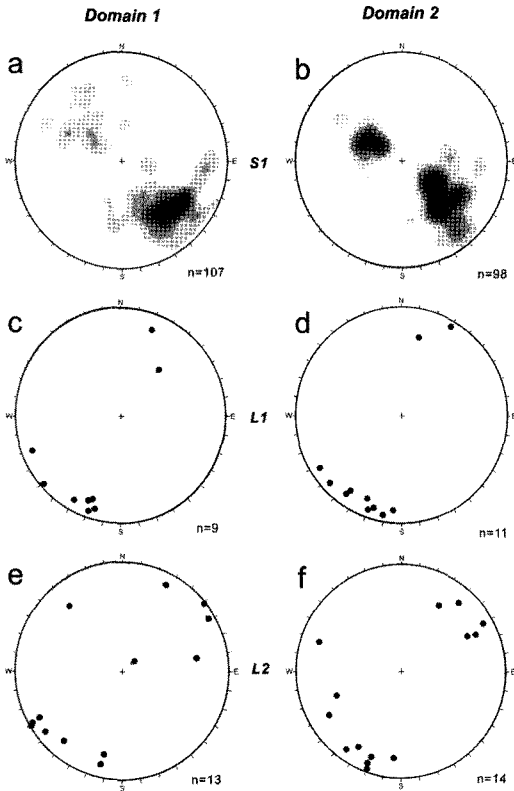 Domain 1 Domain 2
a N W E S n=107
S1
b N W E S n=98
c N W E S n=9
L1
d N W E S n=11
e N W E S n=13
L2
f N W E S n=14